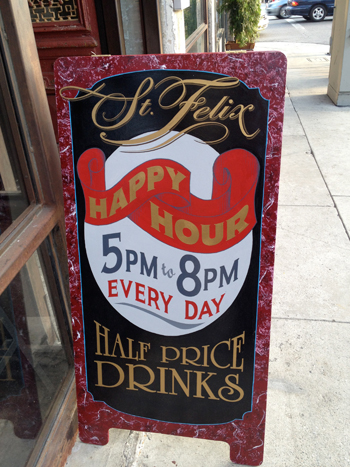 St. Felix
HAPPY
HOUR
5PM to 8PM
EVERY DAY
HALF PRICE
DRINKS